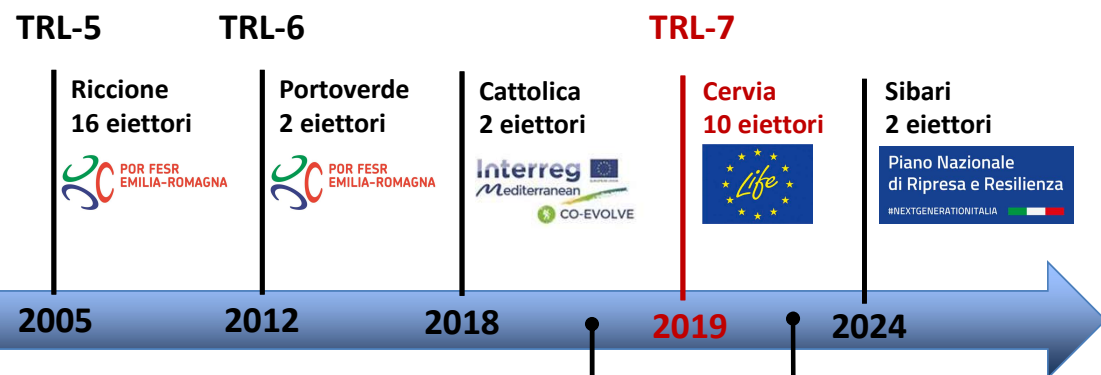 TRL-5
TRL-6
TRL-7
Riccione
16 eiettori
POR FESR
EMILIA-ROMAGNA
Portoverde
2 eiettori
POR FESR
EMILIA-ROMAGNA
Cattolica
2 eiettori
Interreg
Mediterranean
CO-EVOLVE
Cervia
10 eiettori
Life
Sibari
2 eiettori
Piano Nazionale
di Ripresa e Resilienza
#NEXTGENERATIONITALIA
2005
2012
2018
2019
2024